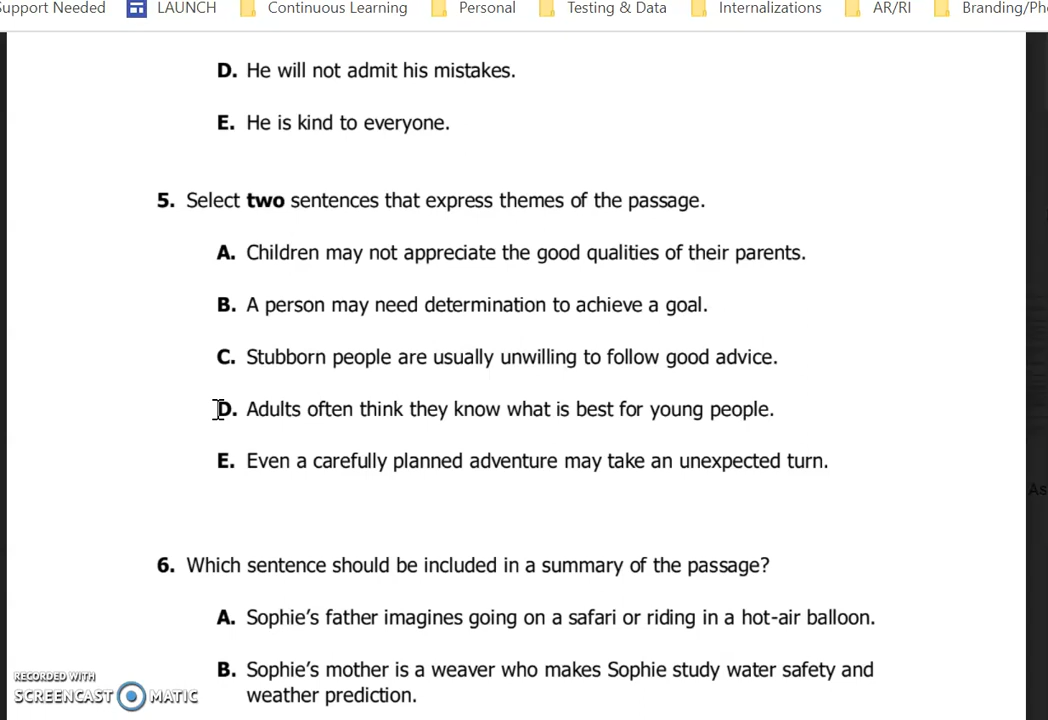 upport Needed LAUNCH Continuous Learning Personal Testing & Data Internalizations AR/RI Branding/Ph
D. He will not admit his mistakes.
E. He is kind to everyone.
5. Select two sentences that express themes of the passage.
A. Children may not appreciate the good qualities of their parents.
B. A person may need determination to achieve a goal.
C. Stubborn people are usually unwilling to follow good advice.
D. Adults often think they know what is best for young people.
E. Even a carefully planned adventure may take an unexpected turn.
As
6. Which sentence should be included in a summary of the passage?
A. Sophie's father imagines going on a safari or riding in a hot-air balloon.
B. Sophie's mother is a weaver who makes Sophie study water safety and
weather prediction.
RECORDED WITH
SCREENCAST MATIC